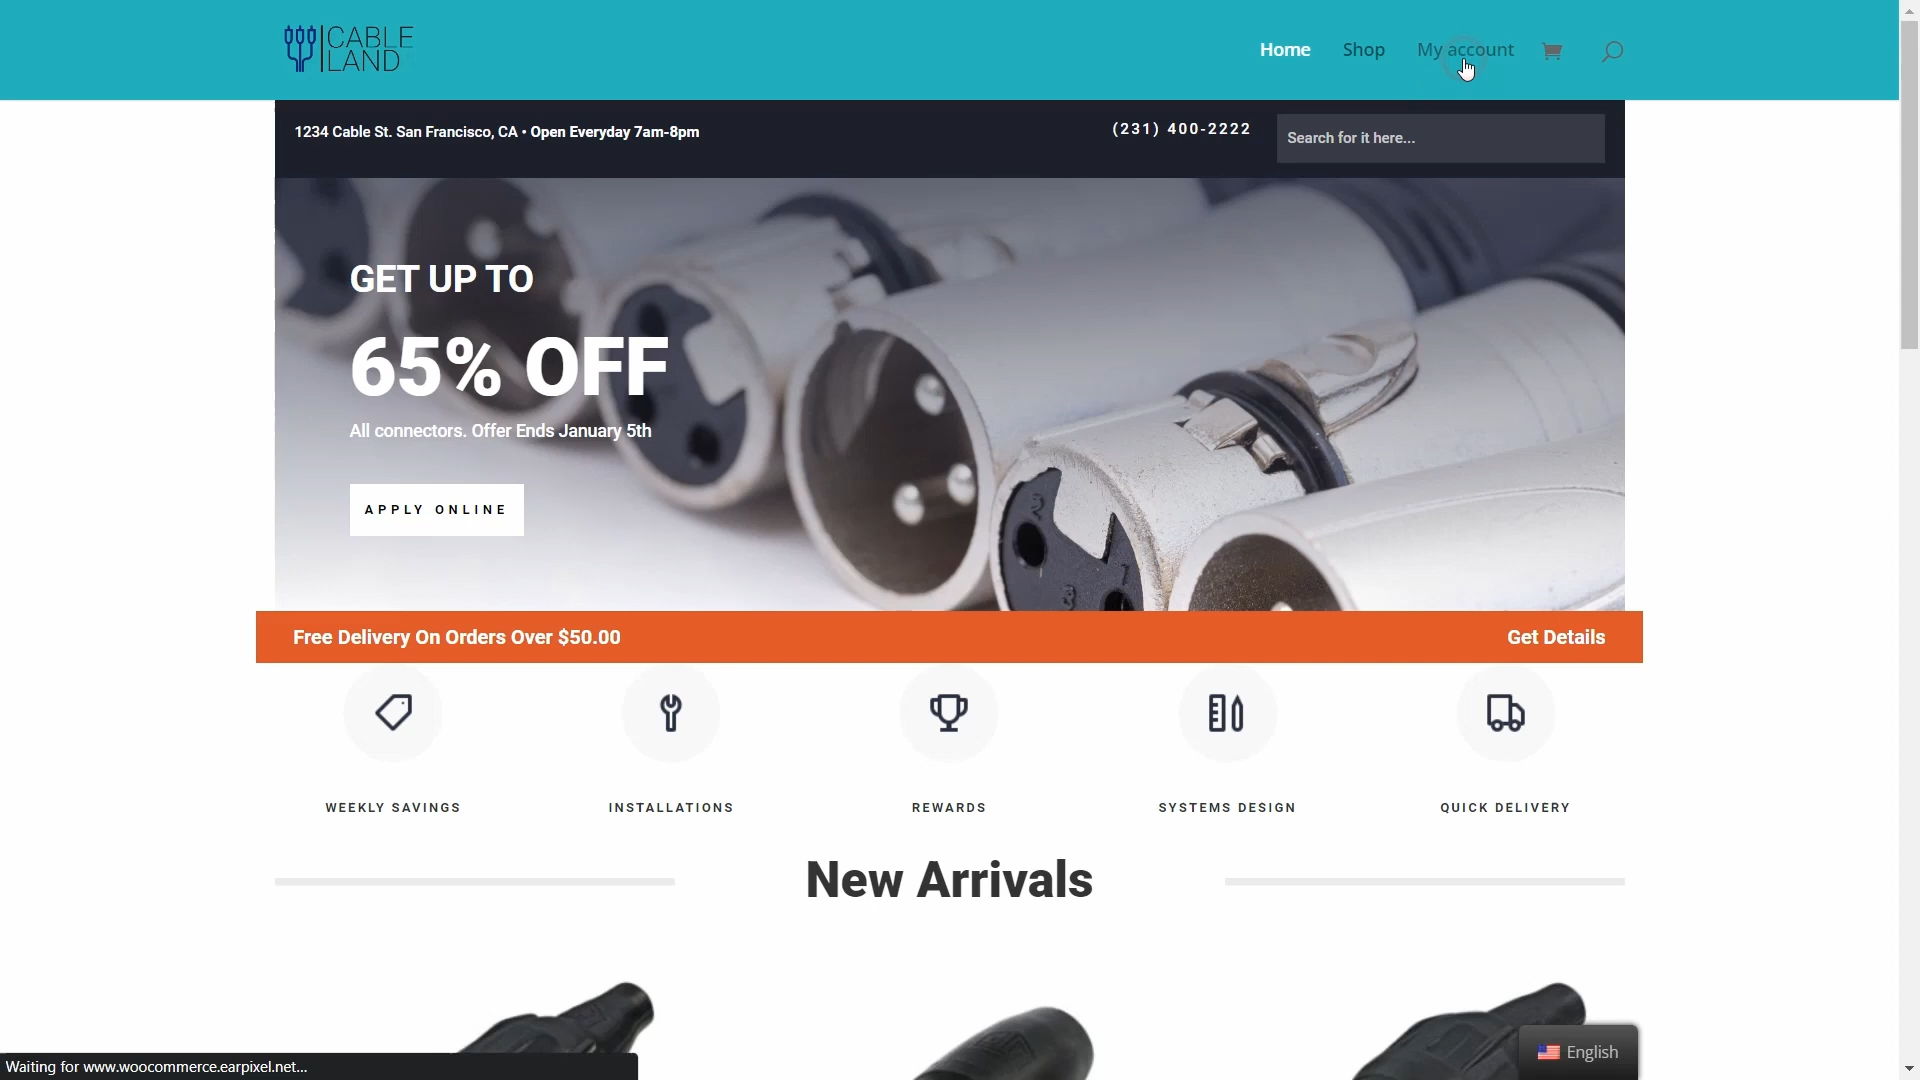 CABLE
LAND
Home
Shop
My account
1234 Cable St. San Francisco, CA • Open Everyday 7am-8pm
(231) 400-2222
Search for it here...
GET UP TO
65% OFF
All connectors. Offer Ends January 5th
APPLY ONLINE
Free Delivery On Orders Over $50.00
Get Details
WEEKLY SAVINGS
INSTALLATIONS
REWARDS
SYSTEMS DESIGN
QUICK DELIVERY
New Arrivals
English
Waiting for www.woocommerce.earpixel.net...